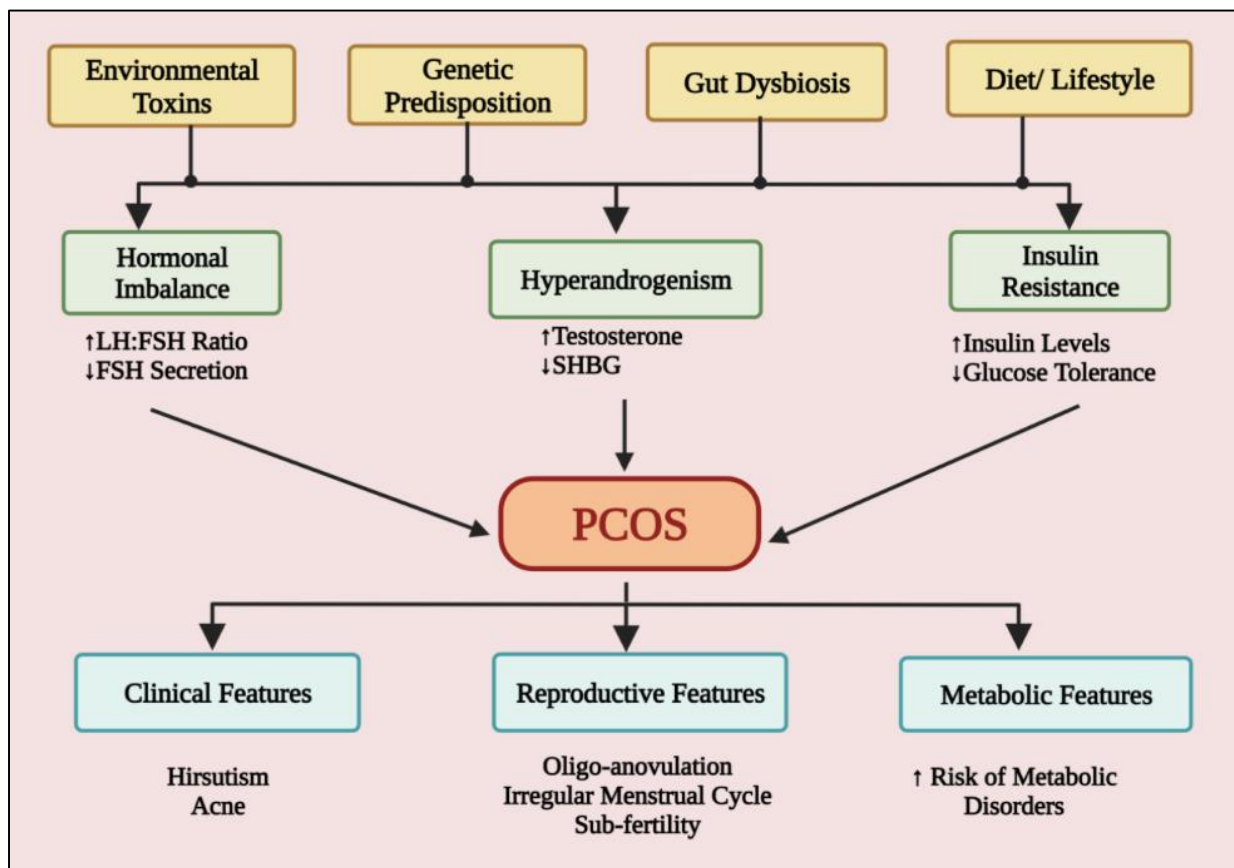 Environmental
Toxins
Genetic
Predisposition
Gut Dysbiosis
Diet/ Lifestyle
Hormonal
Imbalance
↑LH:FSH Ratio
↓FSH Secretion
Hyperandrogenism
↑Testosterone
↓SHBG
Insulin
Resistance
↑Insulin Levels
↓Glucose Tolerance
PCOS
Clinical Features
Hirsutism
Acne
Reproductive Features
Oligo-anovulation
Irregular Menstrual Cycle
Sub-fertility
Metabolic Features
↑ Risk of Metabolic
Disorders